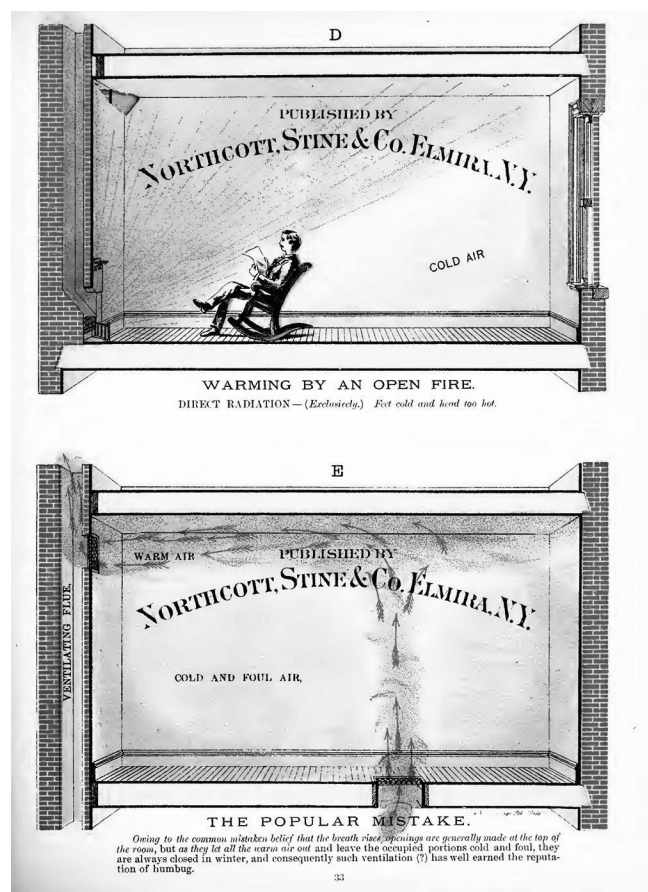 D
PUBLISHED BY
NORTHCOTT, STINE & CO. ELMIRA, N.Y.
COLD AIR
WARMING BY AN OPEN FIRE.
DIRECT RADIATION — (Exclusively.) Feet cold and head too hot.
E
WARM AIR
PUBLISHED BY
NORTHCOTT, STINE & CO. ELMIRA, N.Y.
VENTILATING FLUE,
COLD AND FOUL AIR,
THE POPULAR MISTAKE.
Owing to the common mistaken belief that the breath rises, openings are generally made at the top of
the room, but as they let all the warm air out and leave the occupied portions cold and foul, they
are always closed in winter, and consequently such ventilation (?) has well earned the reputa-
tion of humbug.
33